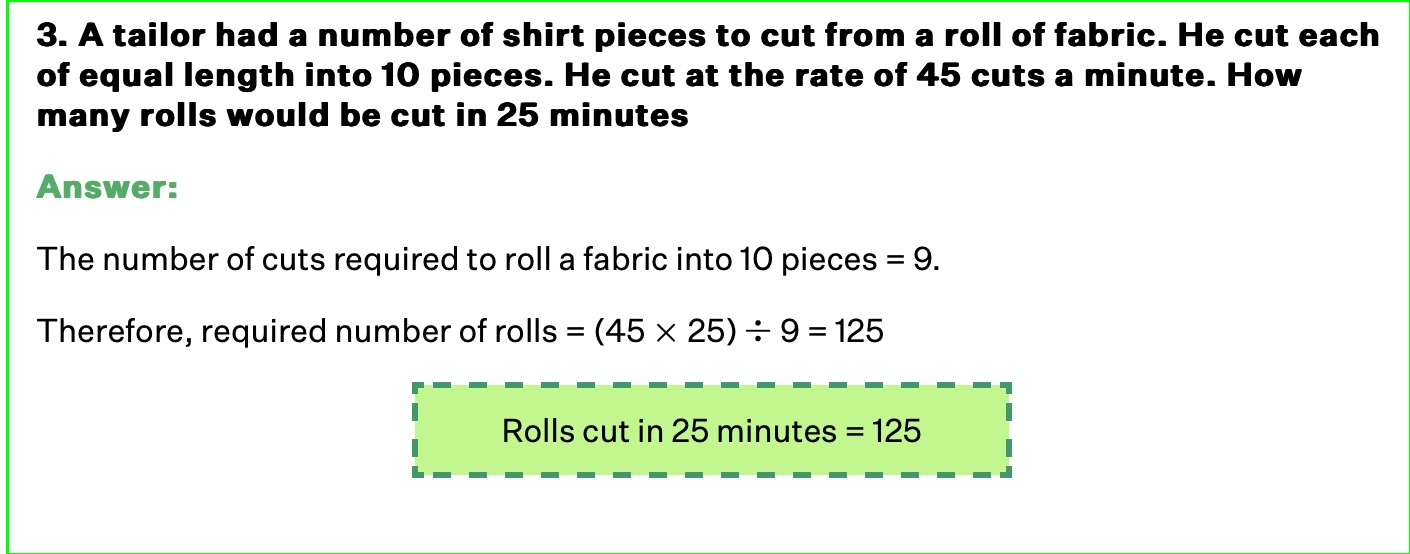 3. A tailor had a number of shirt pieces to cut from a roll of fabric. He cut each
of equal length into 10 pieces. He cut at the rate of 45 cuts a minute. How
many rolls would be cut in 25 minutes
Answer:
The number of cuts required to roll a fabric into 10 pieces = 9.
Therefore, required number of rolls = (45 × 25) ÷ 9 = 125
Rolls cut in 25 minutes = 125